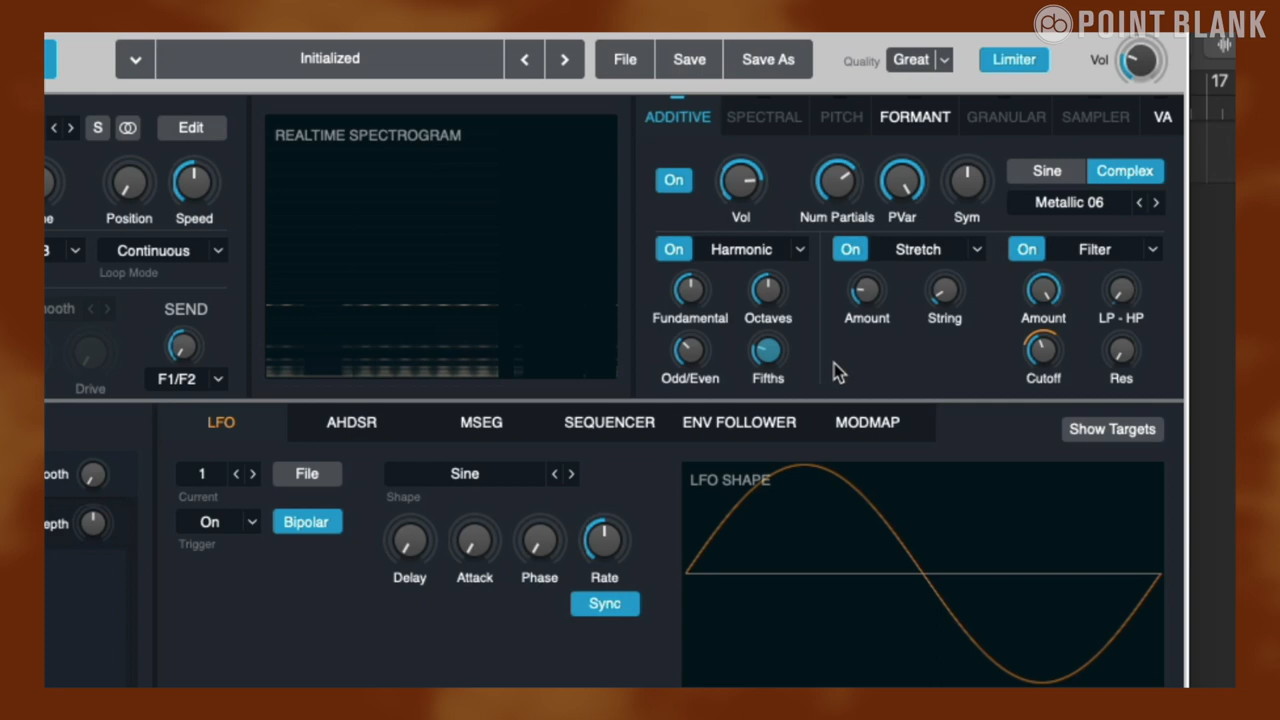 POINT BLANK
Initialized
File
Save
Save As
Quality
Great
Limiter
Vol
17
S
Edit
REALTIME SPECTROGRAM
ADDITIVE
SPECTRAL
PITCH
FORMANT
GRANULAR
SAMPLER
VA
On
Sine
Complex
Metallic 06
Position
Speed
Vol
Num Partials
PVar
Sym
Continuous
Loop Mode
On
Harmonic
On
Stretch
On
Filter
Fundamental
Octaves
Amount
String
Amount
LP - HP
SEND
Odd/Even
Fifths
Cutoff
Res
F1/F2
Drive
LFO
AHDSR
MSEG
SEQUENCER
ENV FOLLOWER
MODMAP
Show Targets
ooth
1
File
Sine
LFO SHAPE
Current
Shape
epth
On
Bipolar
Trigger
Delay
Attack
Phase
Rate
Sync